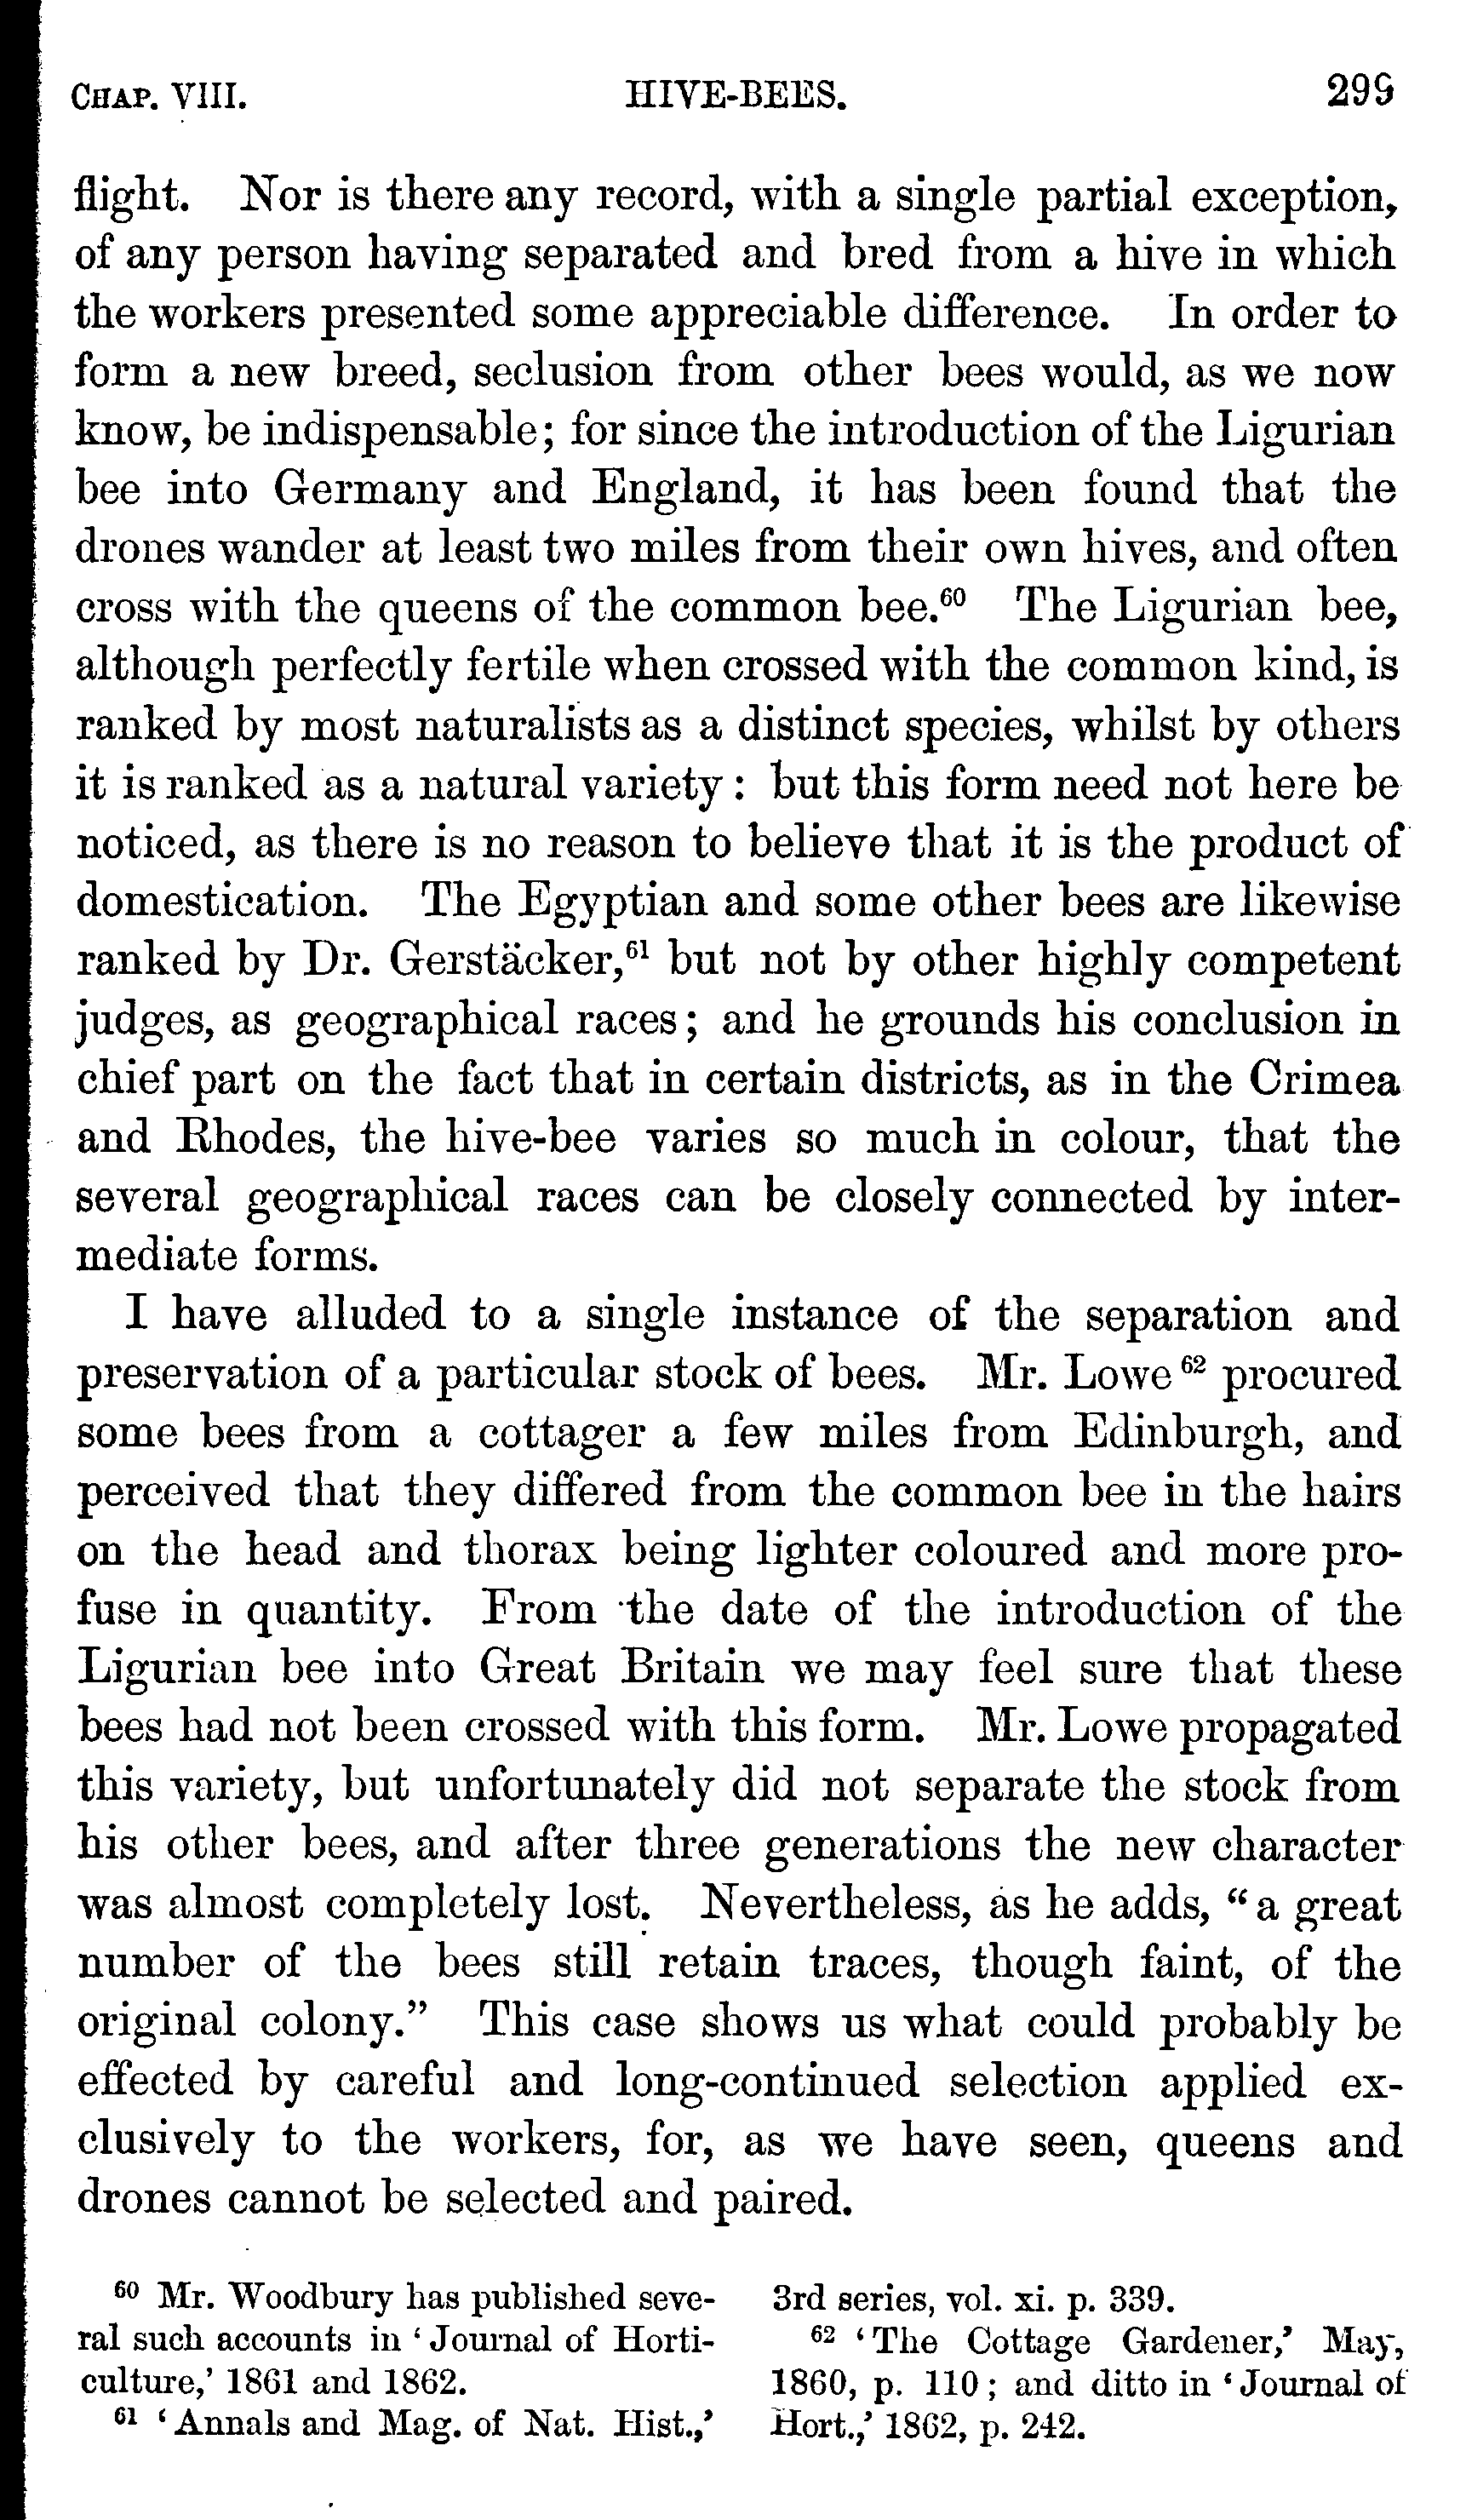 CHAP. VIII. HIVE-BEES. 299
flight. Nor is there any record, with a single partial exception,
of any person having separated and bred from a hive in which
the workers presented some appreciable difference. In order to
form a new breed, seclusion from other bees would, as we now
know, be indispensable; for since the introduction of the Ligurian
bee into Germany and England, it has been found that the
drones wander at least two miles from their own hives, and often
cross with the queens of the common bee.⁶⁰ The Ligurian bee,
although perfectly fertile when crossed with the common kind, is
ranked by most naturalists as a distinct species, whilst by others
it is ranked as a natural variety: but this form need not here be
noticed, as there is no reason to believe that it is the product of
domestication. The Egyptian and some other bees are likewise
ranked by Dr. Gerstäcker,⁶¹ but not by other highly competent
judges, as geographical races; and he grounds his conclusion in
chief part on the fact that in certain districts, as in the Crimea
and Rhodes, the hive-bee varies so much in colour, that the
several geographical races can be closely connected by inter-
mediate forms.
I have alluded to a single instance of the separation and
preservation of a particular stock of bees. Mr. Lowe ⁶² procured
some bees from a cottager a few miles from Edinburgh, and
perceived that they differed from the common bee in the hairs
on the head and thorax being lighter coloured and more pro-
fuse in quantity. From the date of the introduction of the
Ligurian bee into Great Britain we may feel sure that these
bees had not been crossed with this form. Mr. Lowe propagated
this variety, but unfortunately did not separate the stock from
his other bees, and after three generations the new character
was almost completely lost. Nevertheless, as he adds, “a great
number of the bees still retain traces, though faint, of the
original colony.” This case shows us what could probably be
effected by careful and long-continued selection applied ex-
clusively to the workers, for, as we have seen, queens and
drones cannot be selected and paired.
⁶⁰ Mr. Woodbury has published seve-
ral such accounts in ‘Journal of Horti-
culture,’ 1861 and 1862.
⁶¹ ‘Annals and Mag. of Nat. Hist.,’
3rd series, vol. xi. p. 339.
⁶² ‘The Cottage Gardener,’ May,
1860, p. 110; and ditto in ‘Journal of
Hort.,’ 1862, p. 242.